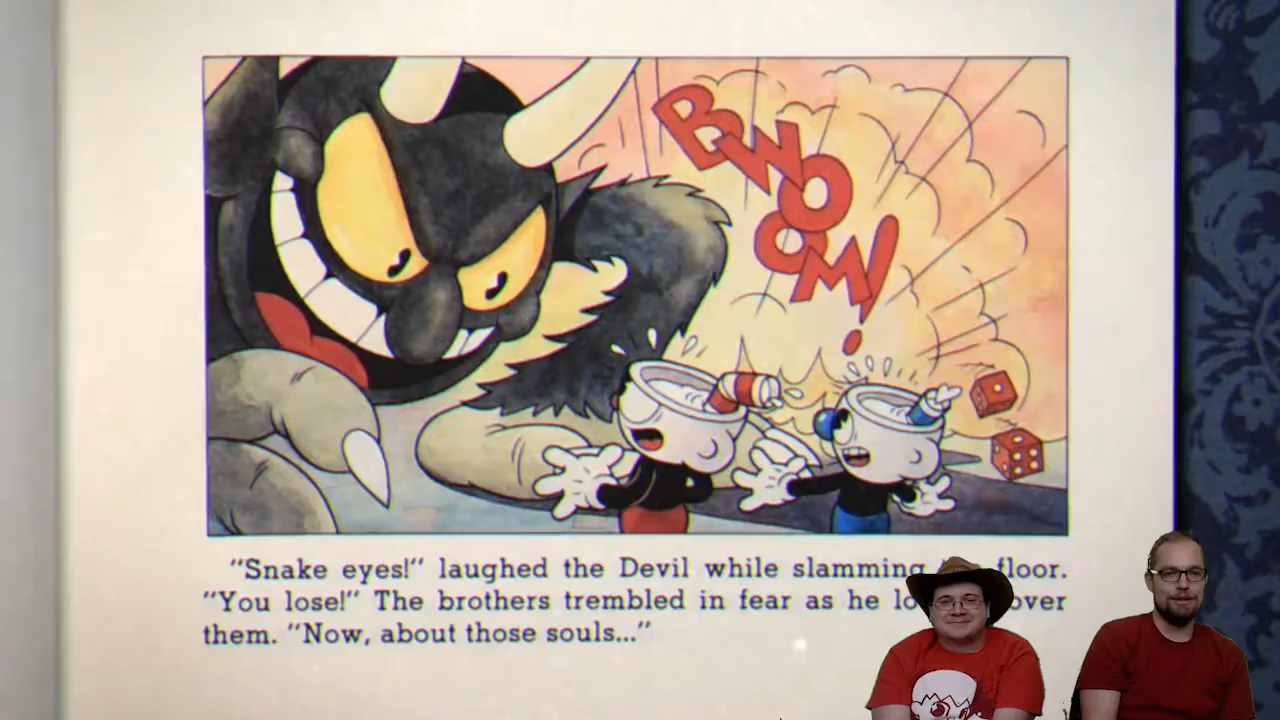 BWOOM!
"Snake eyes!" laughed the Devil while slamming floor.
"You lose!" The brothers trembled in fear as he over
them. "Now, about those souls..."